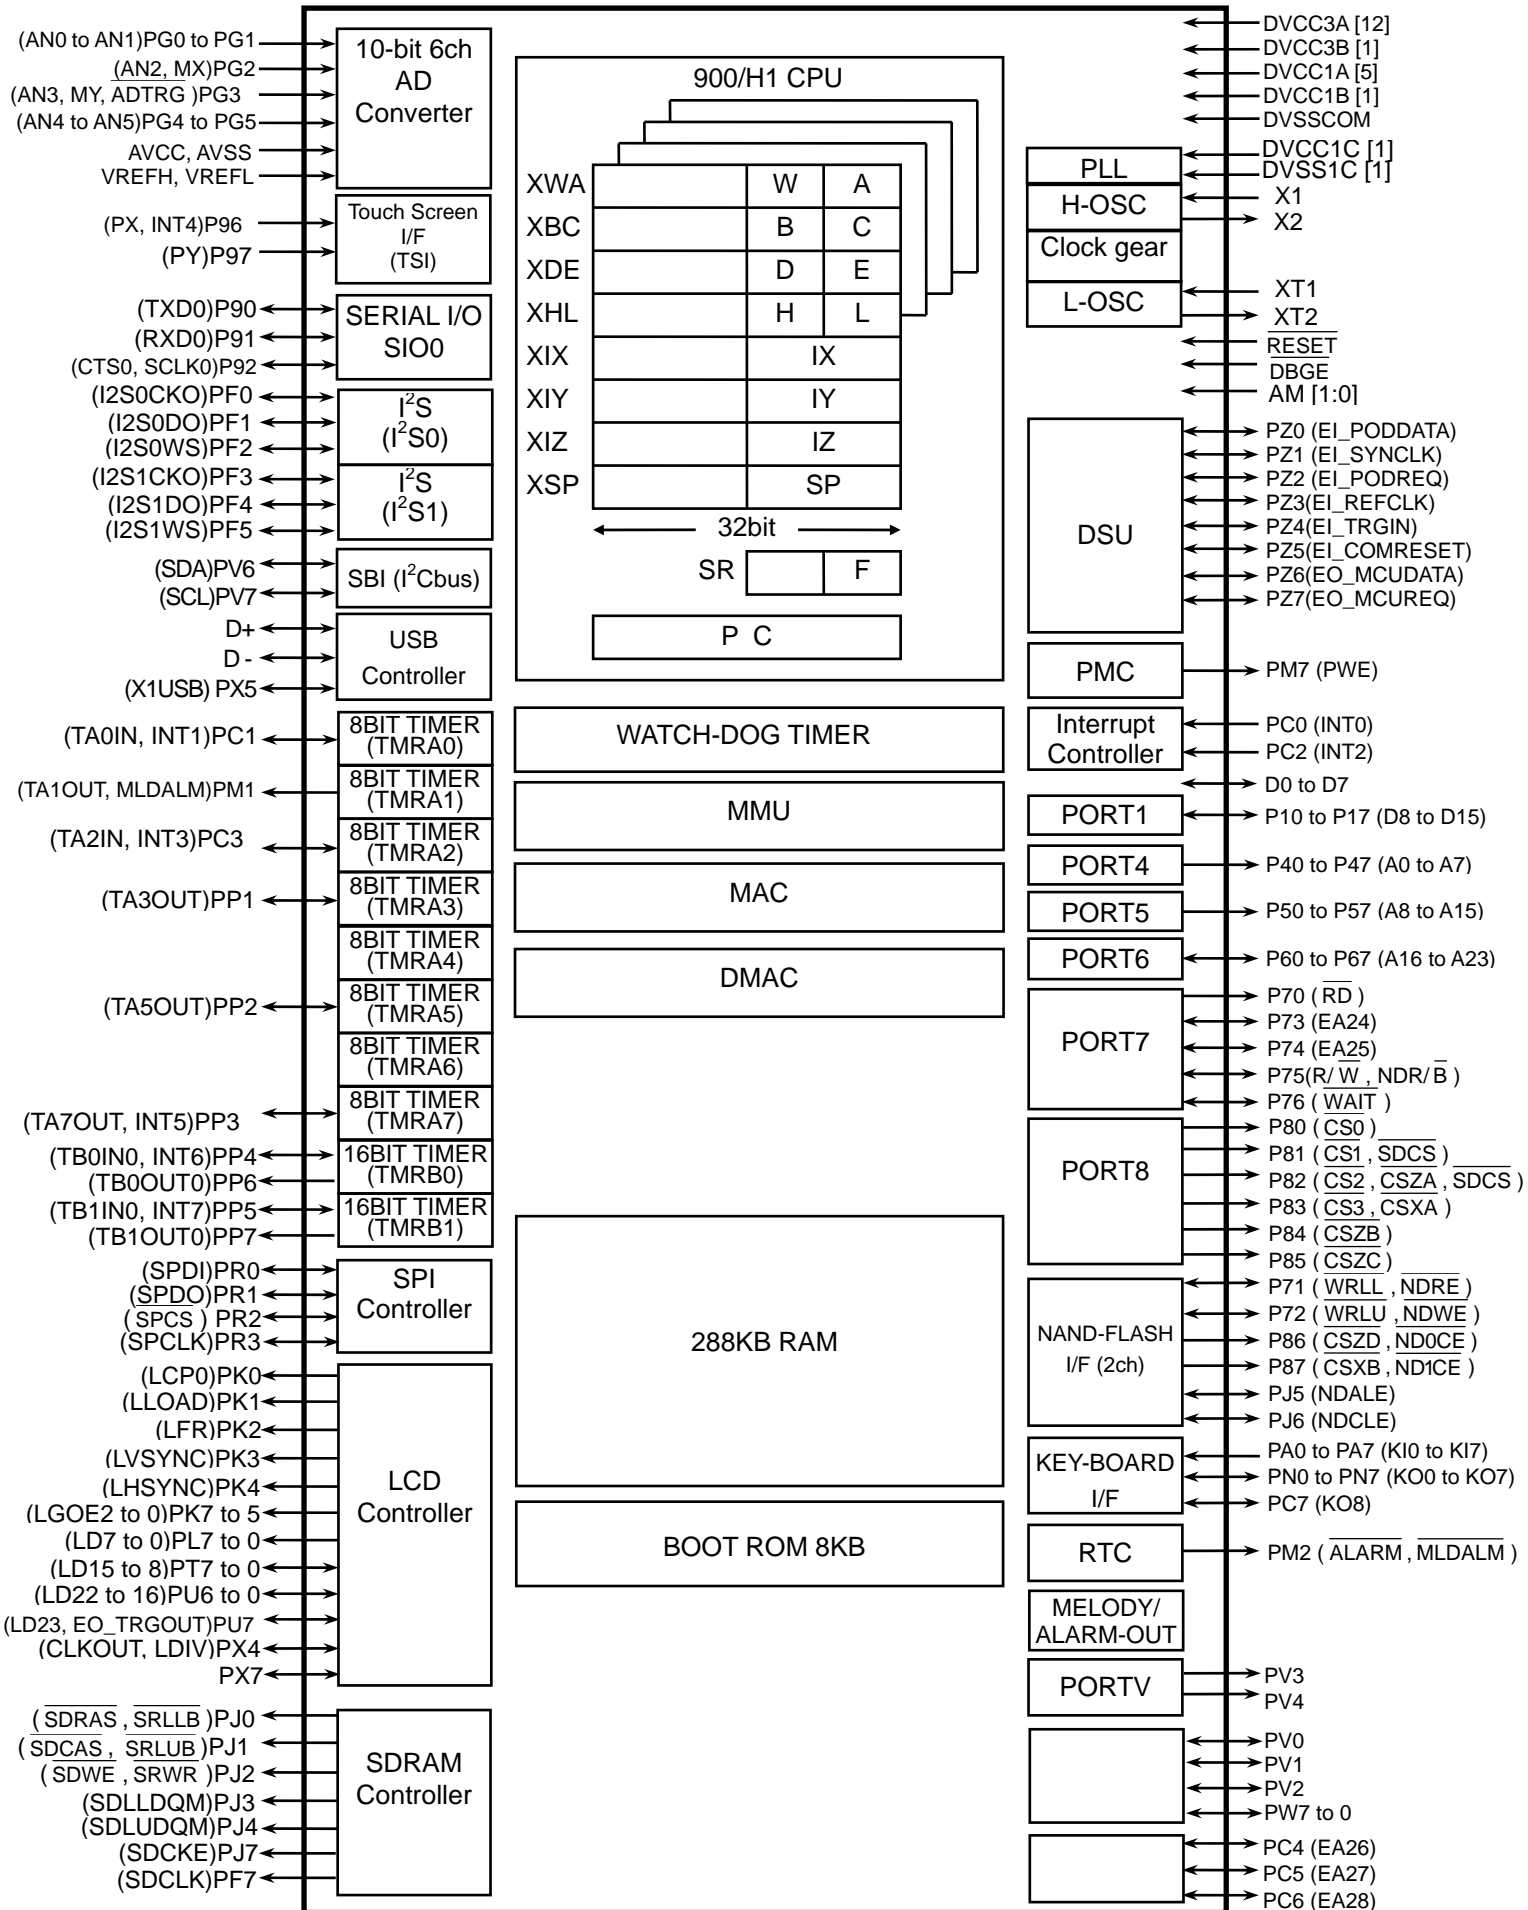 (AN0 to AN1)PG0 to PG1
(AN2, MX)PG2
(AN3, MY, ADTRG )PG3
(AN4 to AN5)PG4 to PG5
AVCC, AVSS
VREFH, VREFL
10-bit 6ch
AD
Converter
(PX, INT4)P96
(PY)P97
Touch Screen
I/F
(TSI)
(TXD0)P90
(RXD0)P91
(CTS0, SCLK0)P92
SERIAL I/O
SIO0
(I2S0CKO)PF0
(I2S0DO)PF1
(I2S0WS)PF2
I²S
(I²S0)
(I2S1CKO)PF3
(I2S1DO)PF4
(I2S1WS)PF5
I²S
(I²S1)
(SDA)PV6
(SCL)PV7
SBI (I²Cbus)
D+
D -
(X1USB) PX5
USB
Controller
(TA0IN, INT1)PC1
8BIT TIMER
(TMRA0)
(TA1OUT, MLDALM)PM1
8BIT TIMER
(TMRA1)
(TA2IN, INT3)PC3
8BIT TIMER
(TMRA2)
(TA3OUT)PP1
8BIT TIMER
(TMRA3)
8BIT TIMER
(TMRA4)
(TA5OUT)PP2
8BIT TIMER
(TMRA5)
8BIT TIMER
(TMRA6)
(TA7OUT, INT5)PP3
8BIT TIMER
(TMRA7)
(TB0IN0, INT6)PP4
(TB0OUT0)PP6
16BIT TIMER
(TMRB0)
(TB1IN0, INT7)PP5
(TB1OUT0)PP7
16BIT TIMER
(TMRB1)
(SPDI)PR0
(SPDO)PR1
( SPCS ) PR2
(SPCLK)PR3
SPI
Controller
(LCP0)PK0
(LLOAD)PK1
(LFR)PK2
(LVSYNC)PK3
(LHSYNC)PK4
(LGOE2 to 0)PK7 to 5
(LD7 to 0)PL7 to 0
(LD15 to 8)PT7 to 0
(LD22 to 16)PU6 to 0
(LD23, EO_TRGOUT)PU7
(CLKOUT, LDIV)PX4
PX7
LCD
Controller
( SDRAS , SRLLB )PJ0
( SDCAS , SRLUB )PJ1
( SDWE , SRWR )PJ2
(SDLLDQM)PJ3
(SDLUDQM)PJ4
(SDCKE)PJ7
(SDCLK)PF7
SDRAM
Controller
900/H1 CPU
XWA W A
XBC B C
XDE D E
XHL H L
XIX IX
XIY IY
XIZ IZ
XSP SP
32bit
SR F
P C
WATCH-DOG TIMER
MMU
MAC
DMAC
288KB RAM
BOOT ROM 8KB
DVCC3A [12]
DVCC3B [1]
DVCC1A [5]
DVCC1B [1]
DVSSCOM
PLL
DVCC1C [1]
DVSS1C [1]
H-OSC
X1
X2
Clock gear
L-OSC
XT1
XT2
RESET
DBGE
AM [1:0]
DSU
PZ0 (EI_PODDATA)
PZ1 (EI_SYNCLK)
PZ2 (EI_PODREQ)
PZ3(EI_REFCLK)
PZ4(EI_TRGIN)
PZ5(EI_COMRESET)
PZ6(EO_MCUDATA)
PZ7(EO_MCUREQ)
PMC
PM7 (PWE)
Interrupt
Controller
PC0 (INT0)
PC2 (INT2)
D0 to D7
PORT1
P10 to P17 (D8 to D15)
PORT4
P40 to P47 (A0 to A7)
PORT5
P50 to P57 (A8 to A15)
PORT6
P60 to P67 (A16 to A23)
PORT7
P70 ( RD )
P73 (EA24)
P74 (EA25)
P75(R/ W , NDR/ B )
P76 ( WAIT )
PORT8
P80 ( CS0 )
P81 ( CS1 , SDCS )
P82 ( CS2 , CSZA , SDCS )
P83 ( CS3 , CSXA )
P84 ( CSZB )
P85 ( CSZC )
NAND-FLASH
I/F (2ch)
P71 ( WRLL , NDRE )
P72 ( WRLU , NDWE )
P86 ( CSZD , ND0CE )
P87 ( CSXB , ND1CE )
PJ5 (NDALE)
PJ6 (NDCLE)
KEY-BOARD
I/F
PA0 to PA7 (KI0 to KI7)
PN0 to PN7 (KO0 to KO7)
PC7 (KO8)
RTC
PM2 ( ALARM , MLDALM )
MELODY/
ALARM-OUT
PORTV
PV3
PV4
PV0
PV1
PV2
PW7 to 0
PC4 (EA26)
PC5 (EA27)
PC6 (EA28)